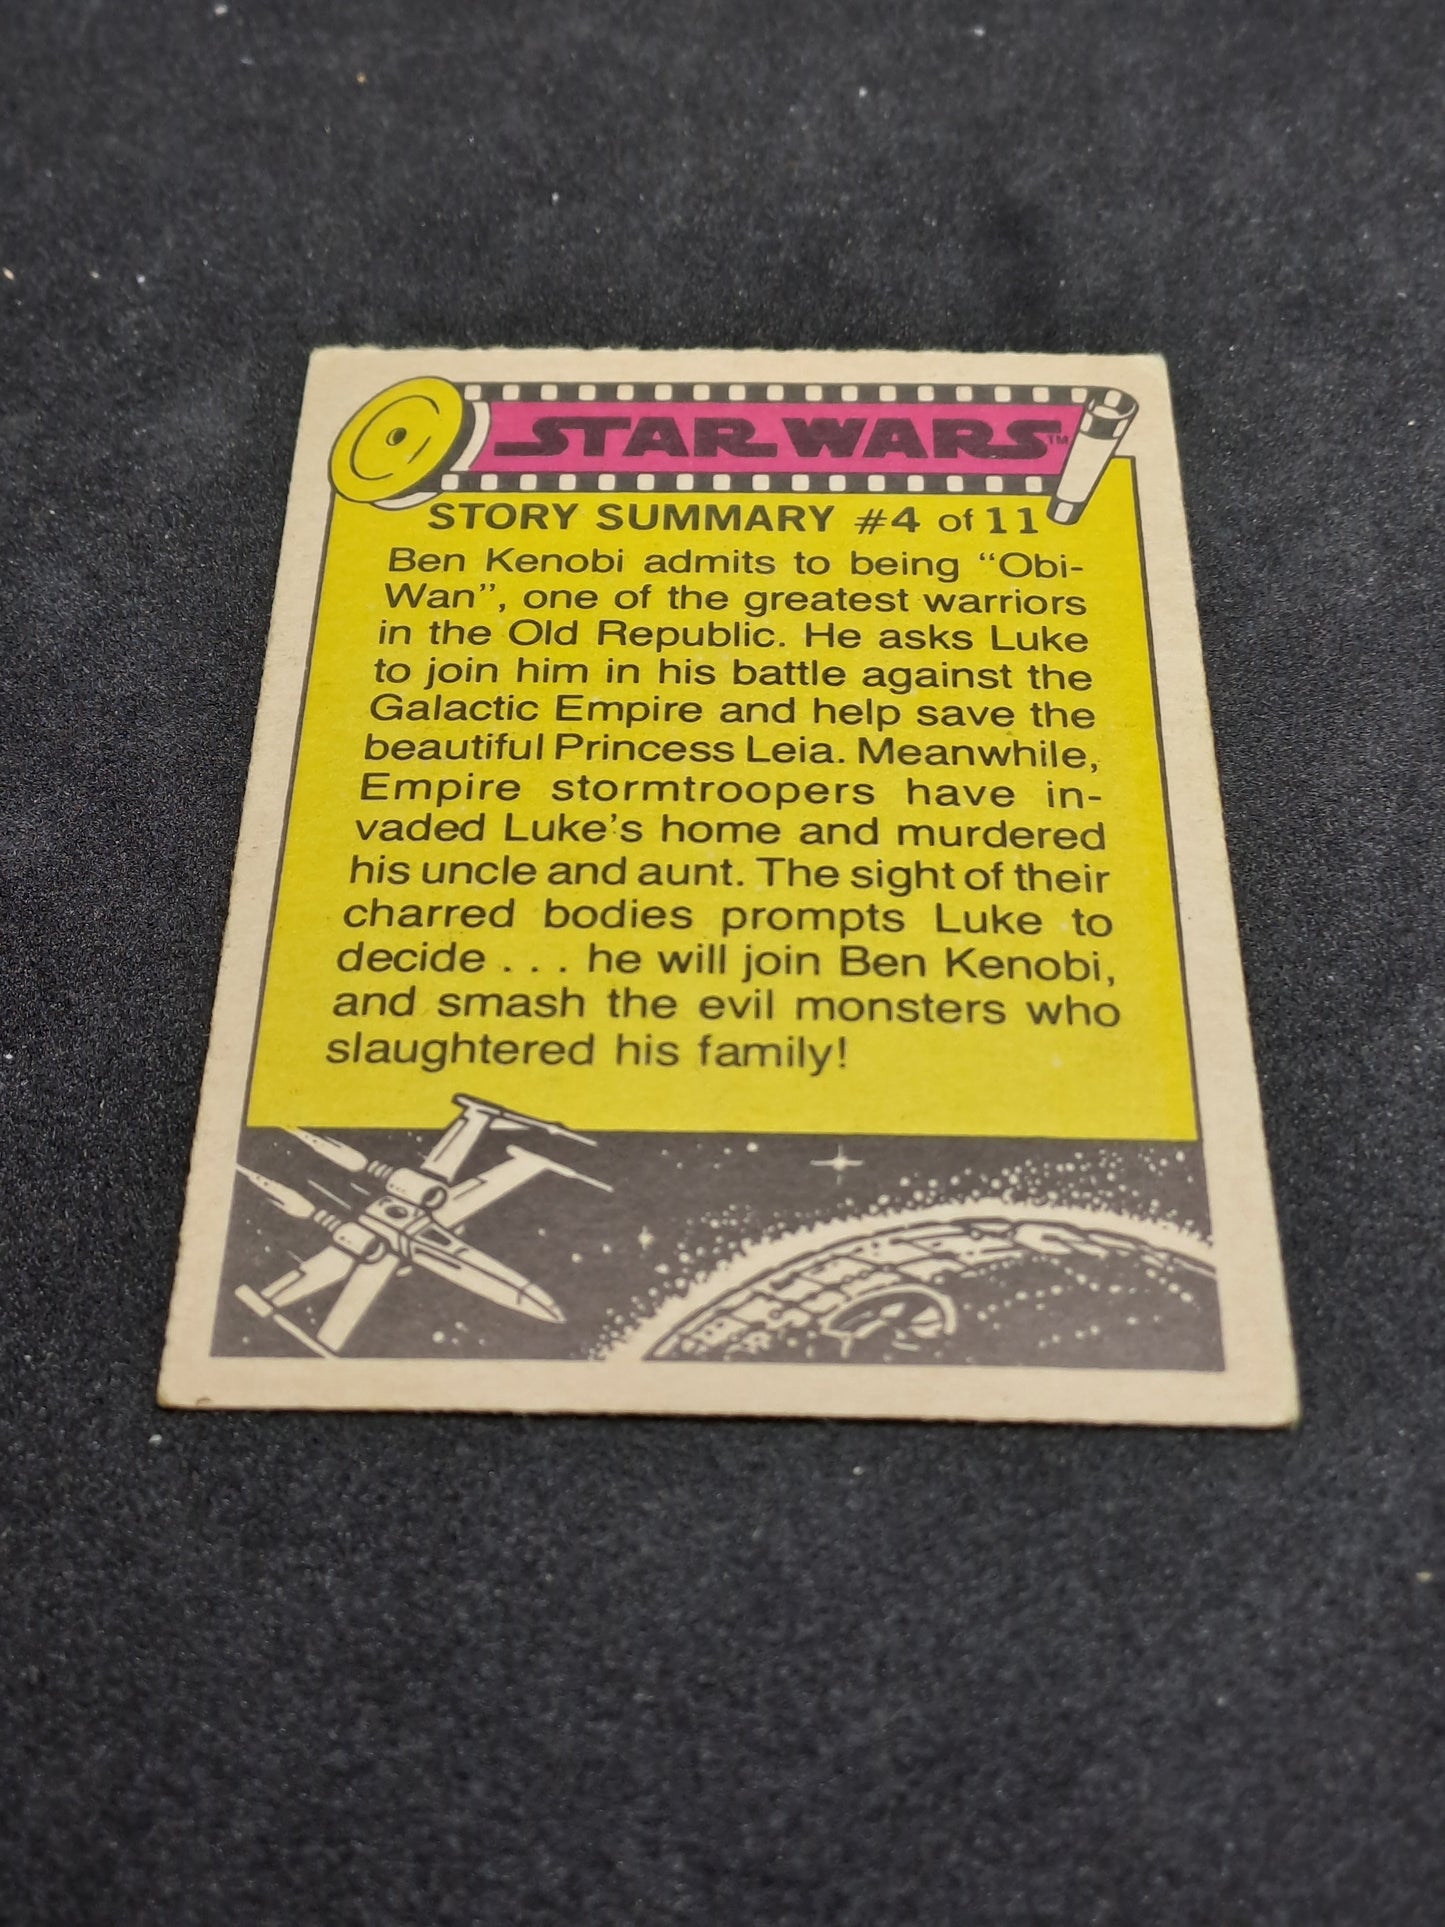 STAR WARS™
STORY SUMMARY #4 of 11
Ben Kenobi admits to being “Obi-
Wan”, one of the greatest warriors
in the Old Republic. He asks Luke
to join him in his battle against the
Galactic Empire and help save the
beautiful Princess Leia. Meanwhile,
Empire stormtroopers have in-
vaded Luke’s home and murdered
his uncle and aunt. The sight of their
charred bodies prompts Luke to
decide . . . he will join Ben Kenobi,
and smash the evil monsters who
slaughtered his family!